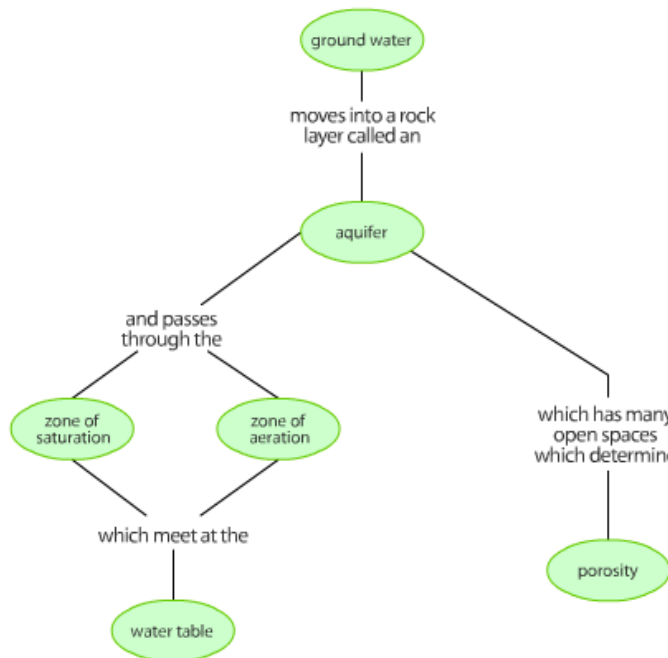 ground water
moves into a rock
layer called an
aquifer
and passes
through the
zone of
saturation
zone of
aeration
which meet at the
water table
which has many
open spaces
which determine
porosity